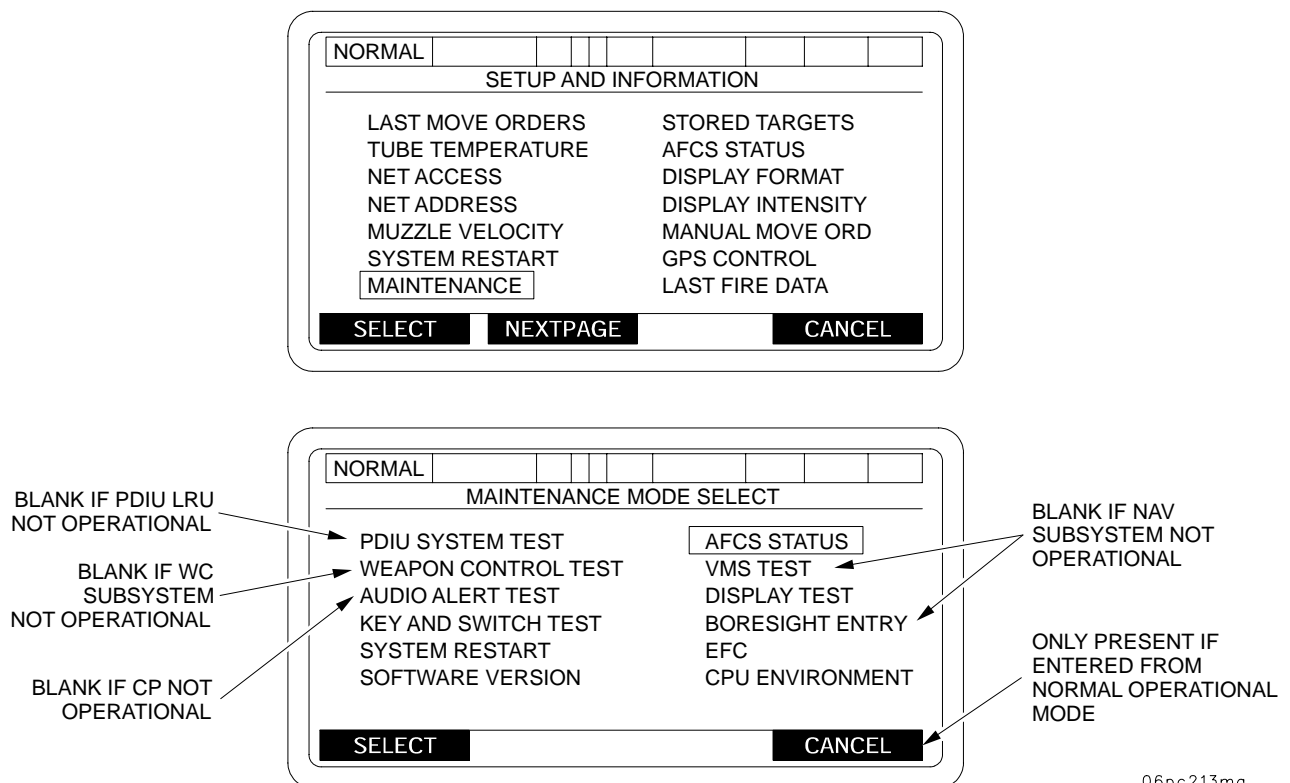 NORMAL
SETUP AND INFORMATION
LAST MOVE ORDERS
TUBE TEMPERATURE
NET ACCESS
NET ADDRESS
MUZZLE VELOCITY
SYSTEM RESTART
MAINTENANCE
STORED TARGETS
AFCS STATUS
DISPLAY FORMAT
DISPLAY INTENSITY
MANUAL MOVE ORD
GPS CONTROL
LAST FIRE DATA
SELECT NEXTPAGE CANCEL
NORMAL
MAINTENANCE MODE SELECT
BLANK IF PDIU LRU
NOT OPERATIONAL
BLANK IF WC
SUBSYSTEM
NOT OPERATIONAL
BLANK IF CP NOT
OPERATIONAL
PDIU SYSTEM TEST
WEAPON CONTROL TEST
AUDIO ALERT TEST
KEY AND SWITCH TEST
SYSTEM RESTART
SOFTWARE VERSION
AFCS STATUS
VMS TEST
DISPLAY TEST
BORESIGHT ENTRY
EFC
CPU ENVIRONMENT
BLANK IF NAV
SUBSYSTEM NOT
OPERATIONAL
ONLY PRESENT IF
ENTERED FROM
NORMAL OPERATIONAL
MODE
SELECT CANCEL
06pc213mg